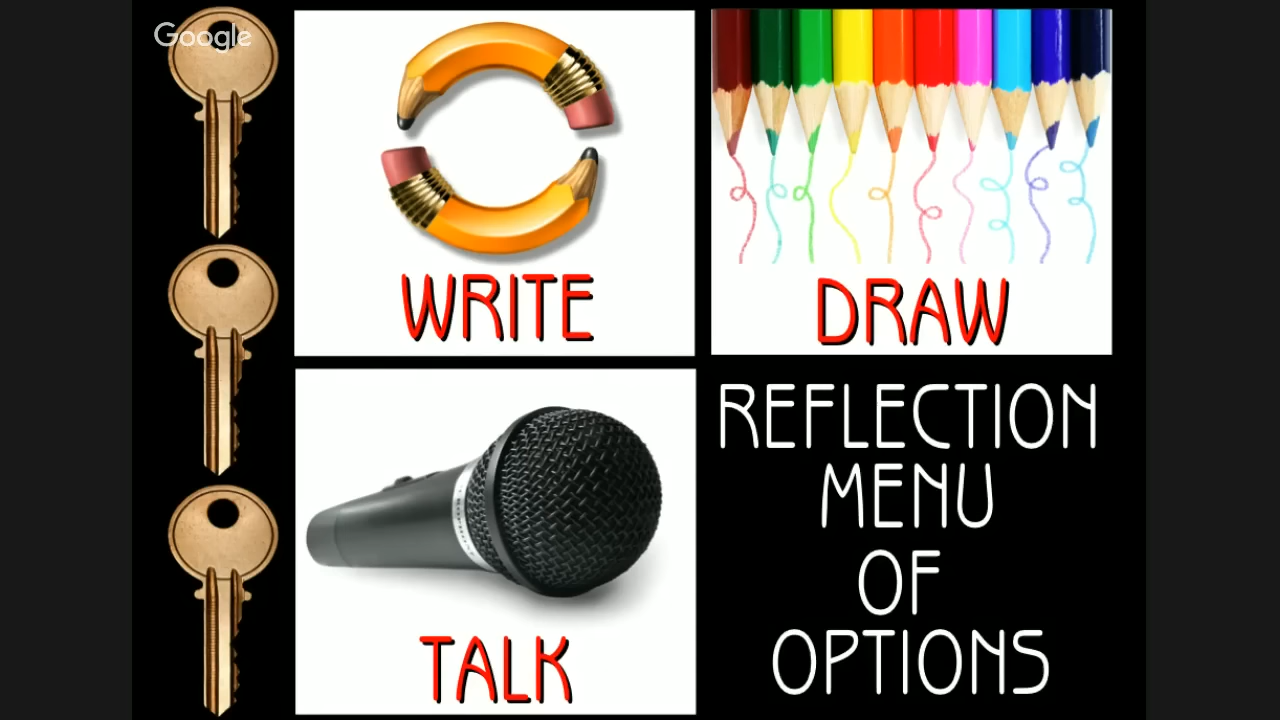 Google
WRITE
DRAW
TALK
REFLECTION
MENU
OF
OPTIONS